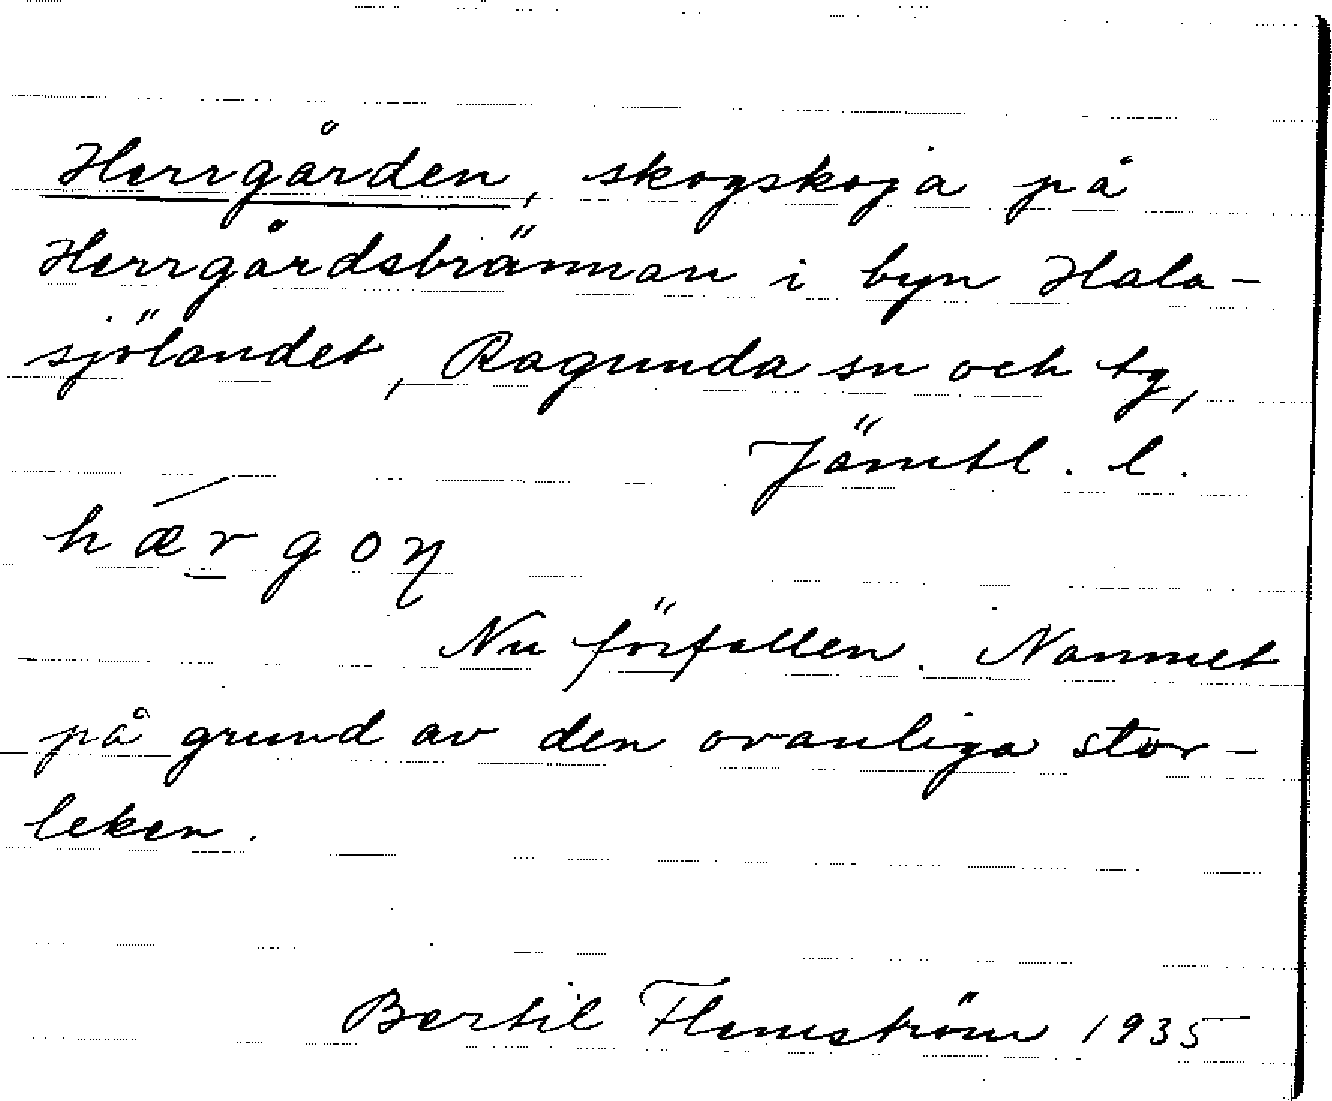 Herrgården, skogskoja på
Herrgårdsbrännan i byn Hala-
sjölandet, Ragunda sn och tg,
Jämtl. l.
hærgoɳ
Nu förfallen. Namnet
på grund av den ovanliga stor-
leken.
Bertil Flemström 1935